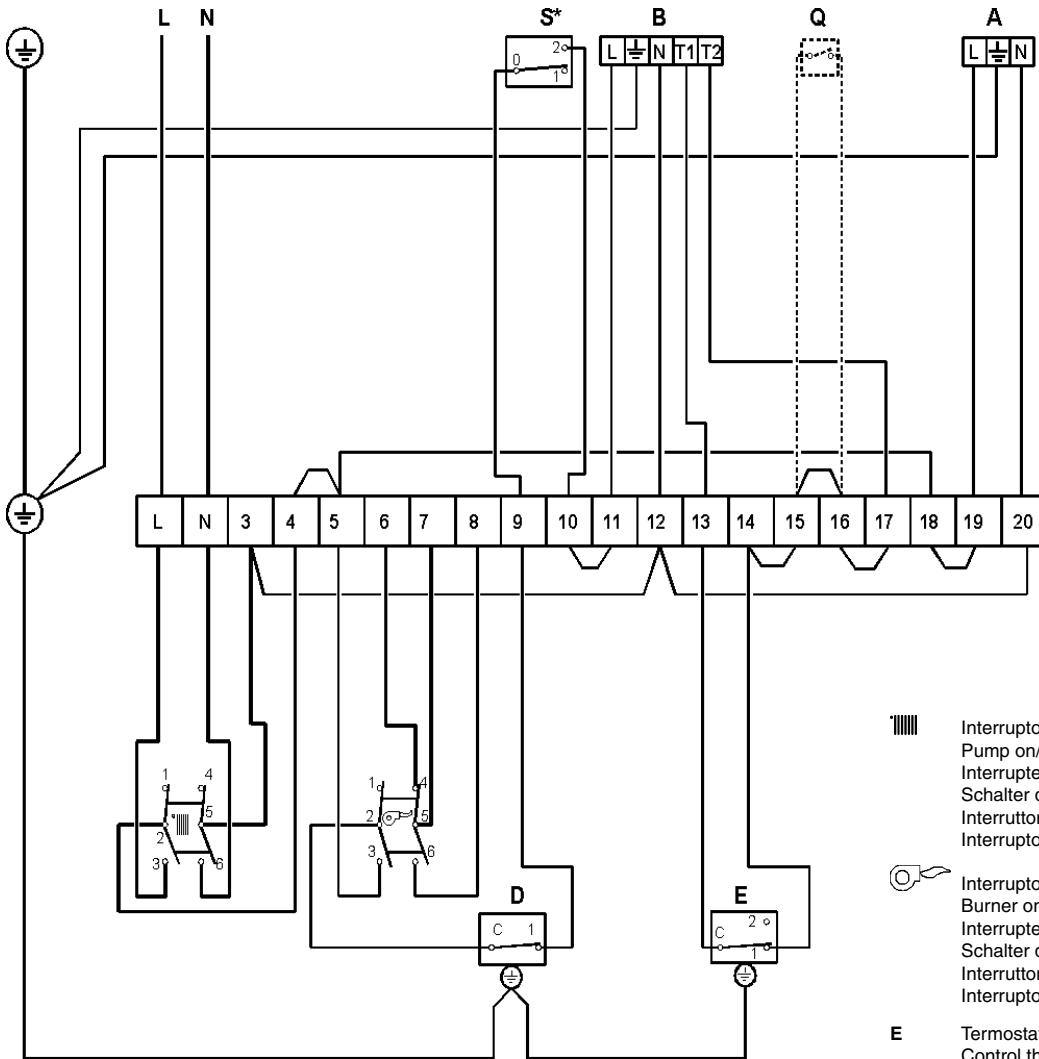 L N S* B Q A
0 2 1 L N T1 T2 L N
L N 3 4 5 6 7 8 9 10 11 12 13 14 15 16 17 18 19 20
1 4
2 5
3 6
1 4
2 5
3 6
D
C 1
E
C 2
1
Interrupto
Pump on/
Interrupte
Schalter
Interruttor
Interrupto
Interrupto
Burner or
Interrupte
Schalter
Interruttor
Interrupto
E Termosta
Control th